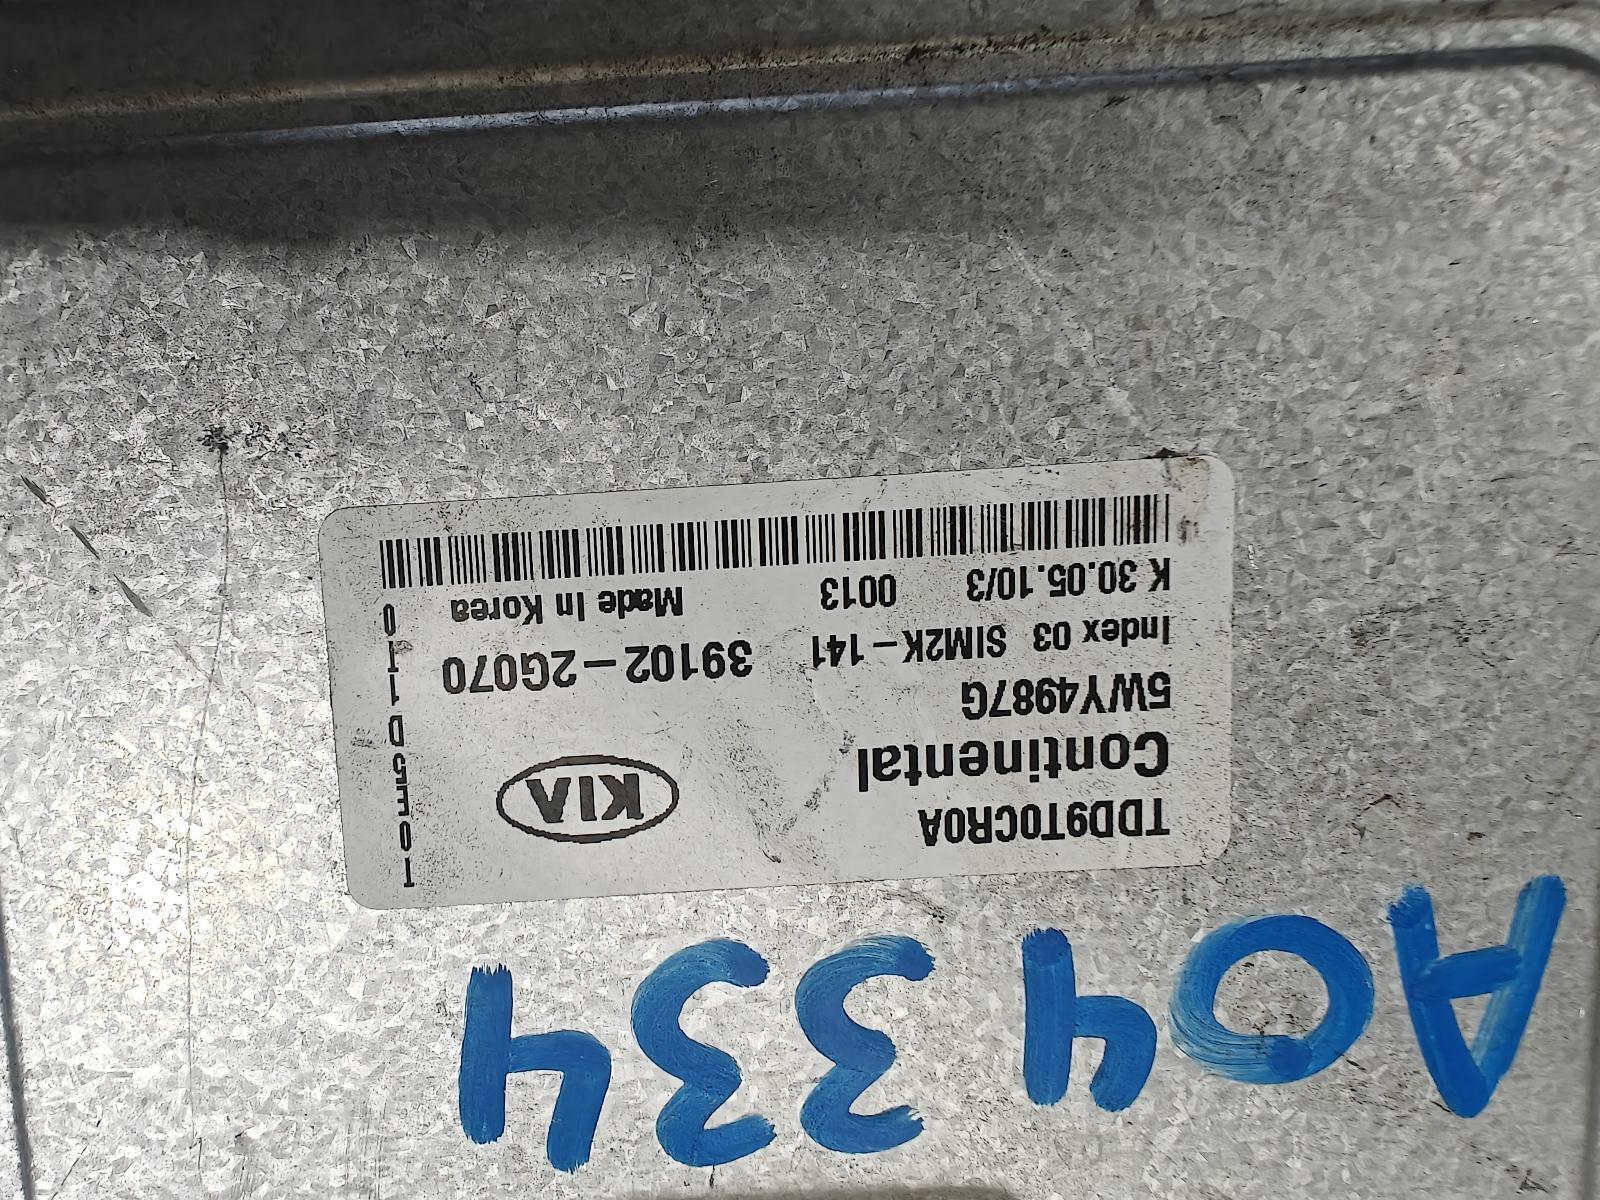 A04334
TDD9T0CR0A
Continental
KIA
5WY4987G
Index 03 SIM2K-141
39102-2G070
K 30.05.10/3 0013 Made In Korea